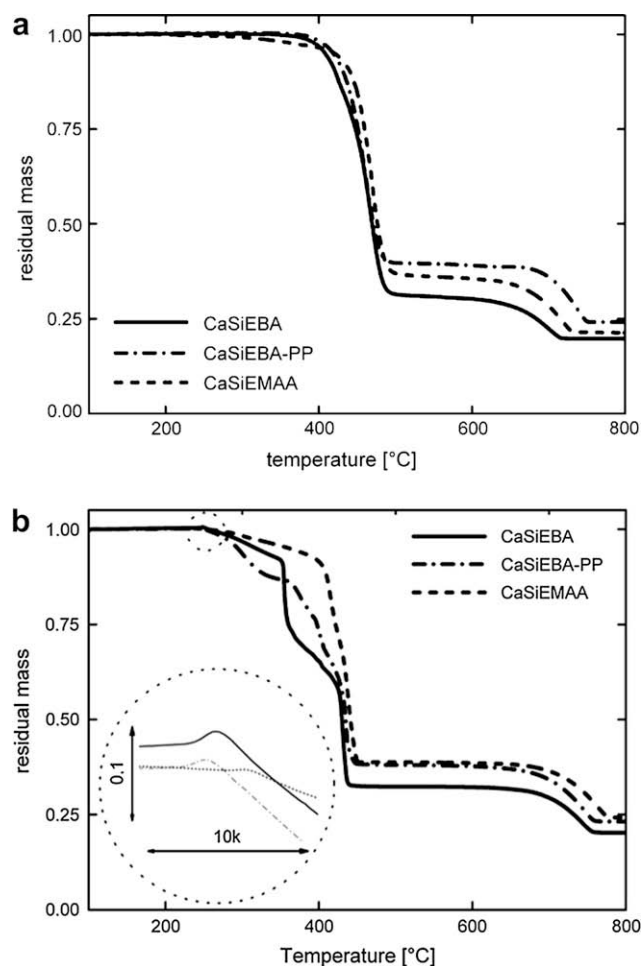 a
1.00
0.75
0.50
0.25
0.00
residual mass
CaSiEBA
CaSiEBA-PP
CaSiEMAA
200 400 600 800
temperature [°C]
b
1.00
0.75
0.50
0.25
0.00
residual mass
CaSiEBA
CaSiEBA-PP
CaSiEMAA
0.1
10k
200 400 600 800
Temperature [°C]